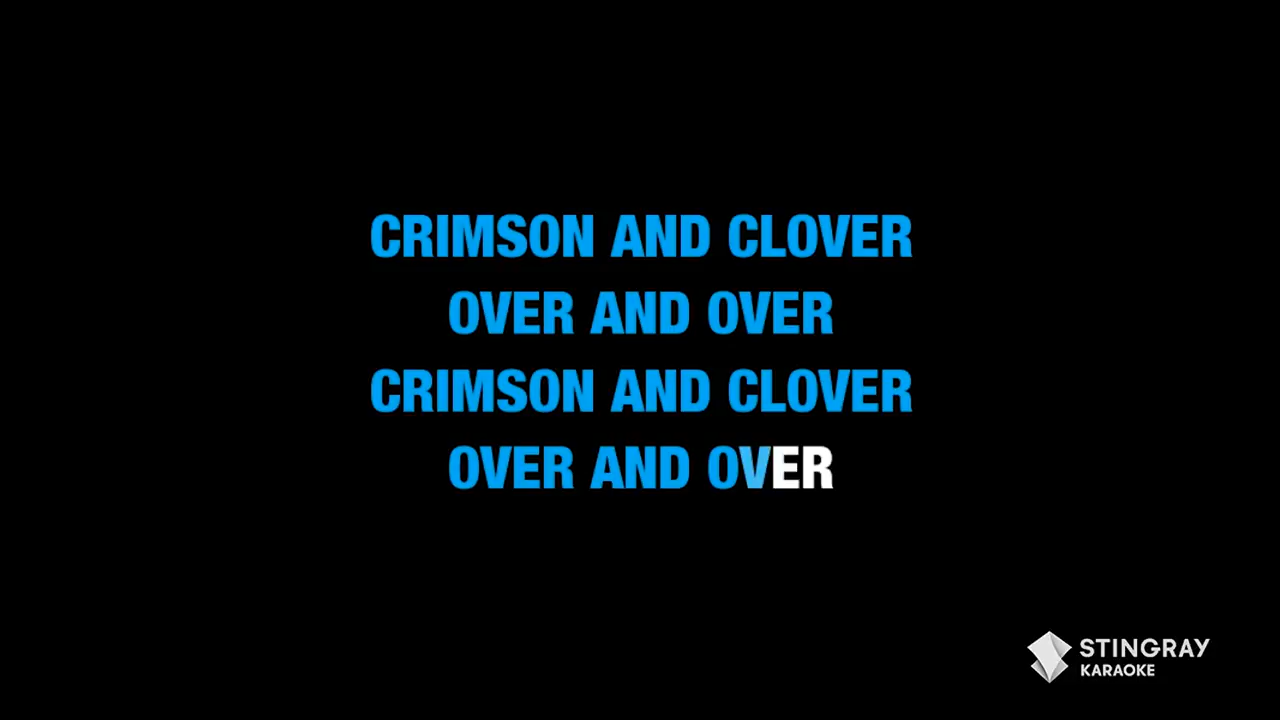 CRIMSON AND CLOVER
OVER AND OVER
CRIMSON AND CLOVER
OVER AND OVER
STINGRAY
KARAOKE